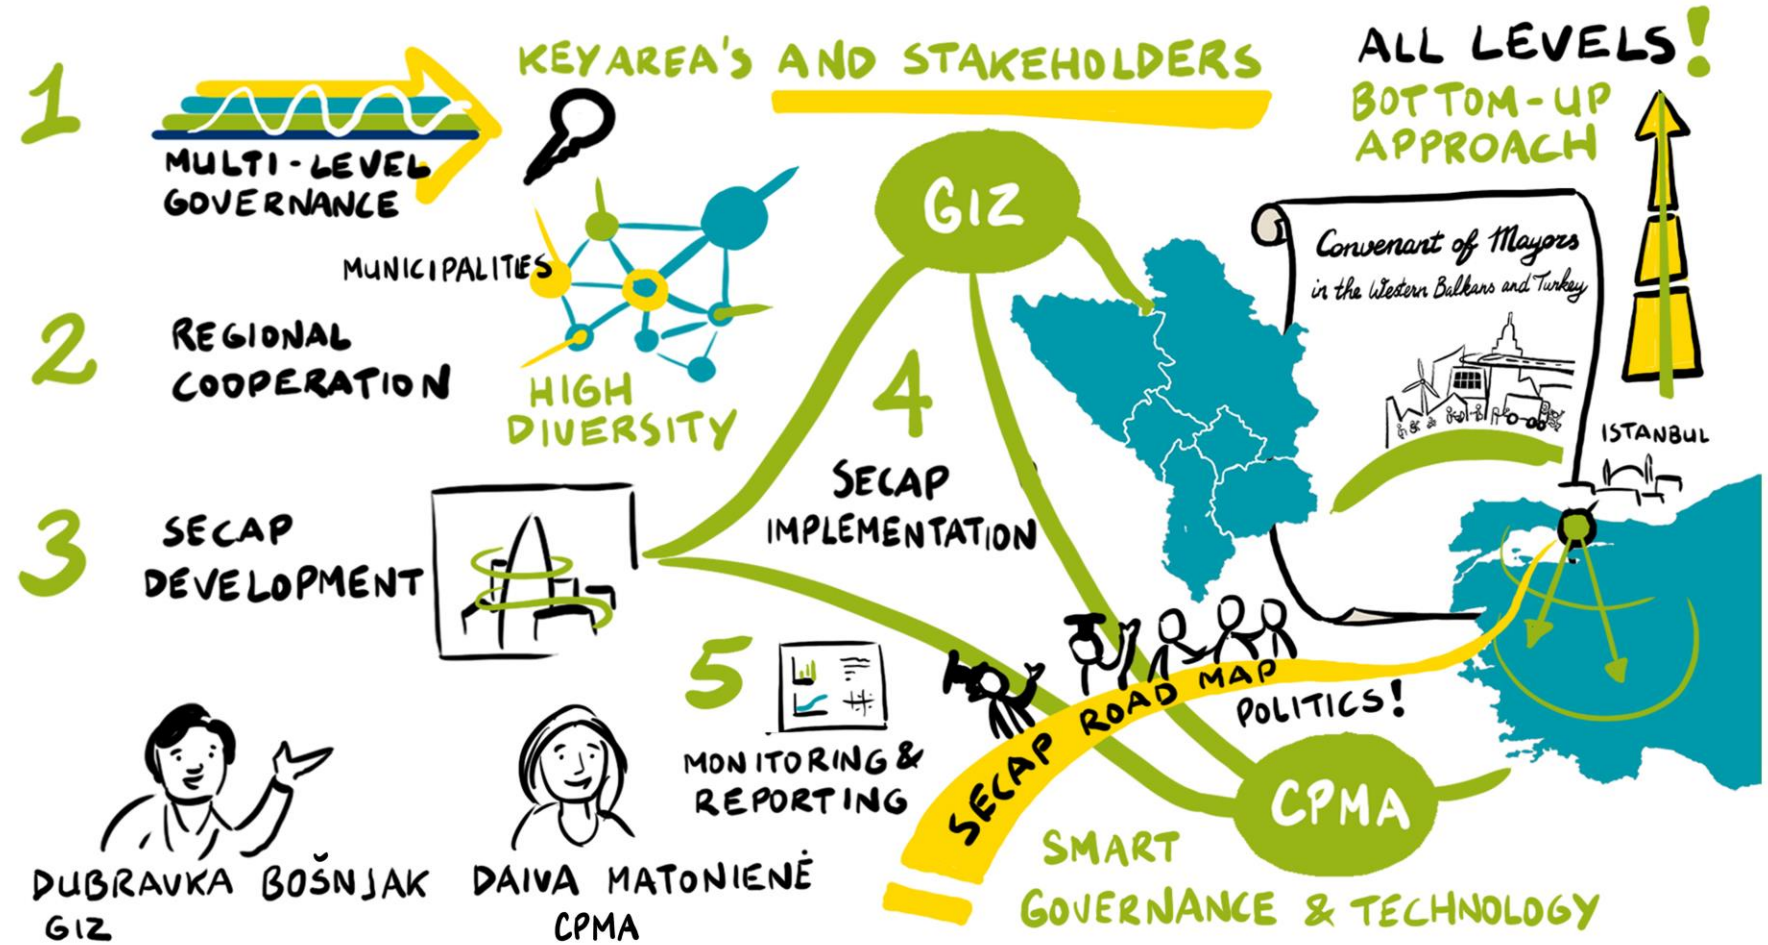 1
MULTI-LEVEL
GOVERNANCE
KEY AREA'S AND STAKEHOLDERS
ALL LEVELS!
BOTTOM-UP
APPROACH
GIZ
MUNICIPALITIES
Convenant of Mayors
in the Western Balkans and Turkey
2
REGIONAL
COOPERATION
HIGH
DIVERSITY
4
SECAP
IMPLEMENTATION
ISTANBUL
3
SECAP
DEVELOPMENT
5
MONITORING &
REPORTING
SECAP ROAD MAP
POLITICS!
CPMA
SMART
GOVERNANCE & TECHNOLOGY
DUBRAVKA BOŠNJAK
GIZ
DAIVA MATONIENĖ
CPMA